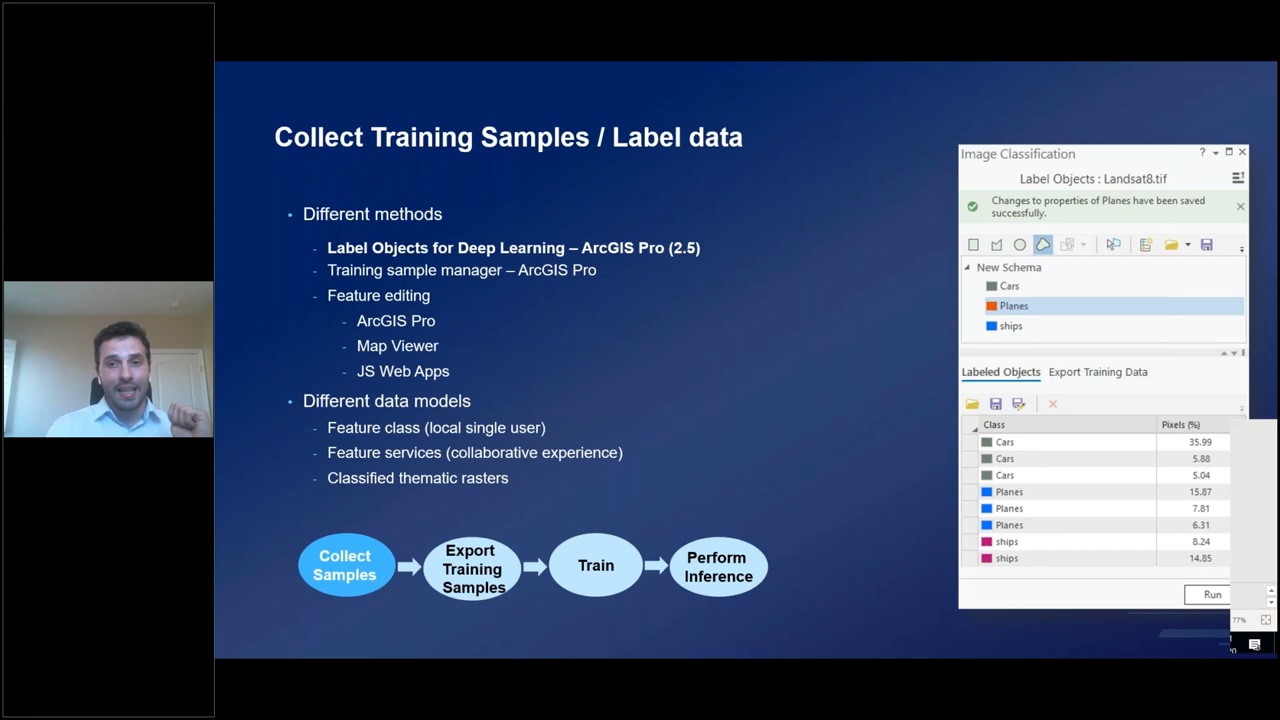 Collect Training Samples / Label data
• Different methods
- Label Objects for Deep Learning – ArcGIS Pro (2.5)
- Training sample manager – ArcGIS Pro
- Feature editing
- ArcGIS Pro
- Map Viewer
- JS Web Apps
• Different data models
- Feature class (local single user)
- Feature services (collaborative experience)
- Classified thematic rasters
Collect
Samples
Export
Training
Samples
Train
Perform
Inference
Image Classification
Label Objects : Landsat8.tif
Changes to properties of Planes have been saved
successfully.
New Schema
Cars
Planes
ships
Labeled Objects Export Training Data
Class Pixels (%)
Cars 35.99
Cars 5.88
Cars 5.04
Planes 15.87
Planes 7.81
Planes 6.31
ships 8.24
ships 14.85
Run
77%